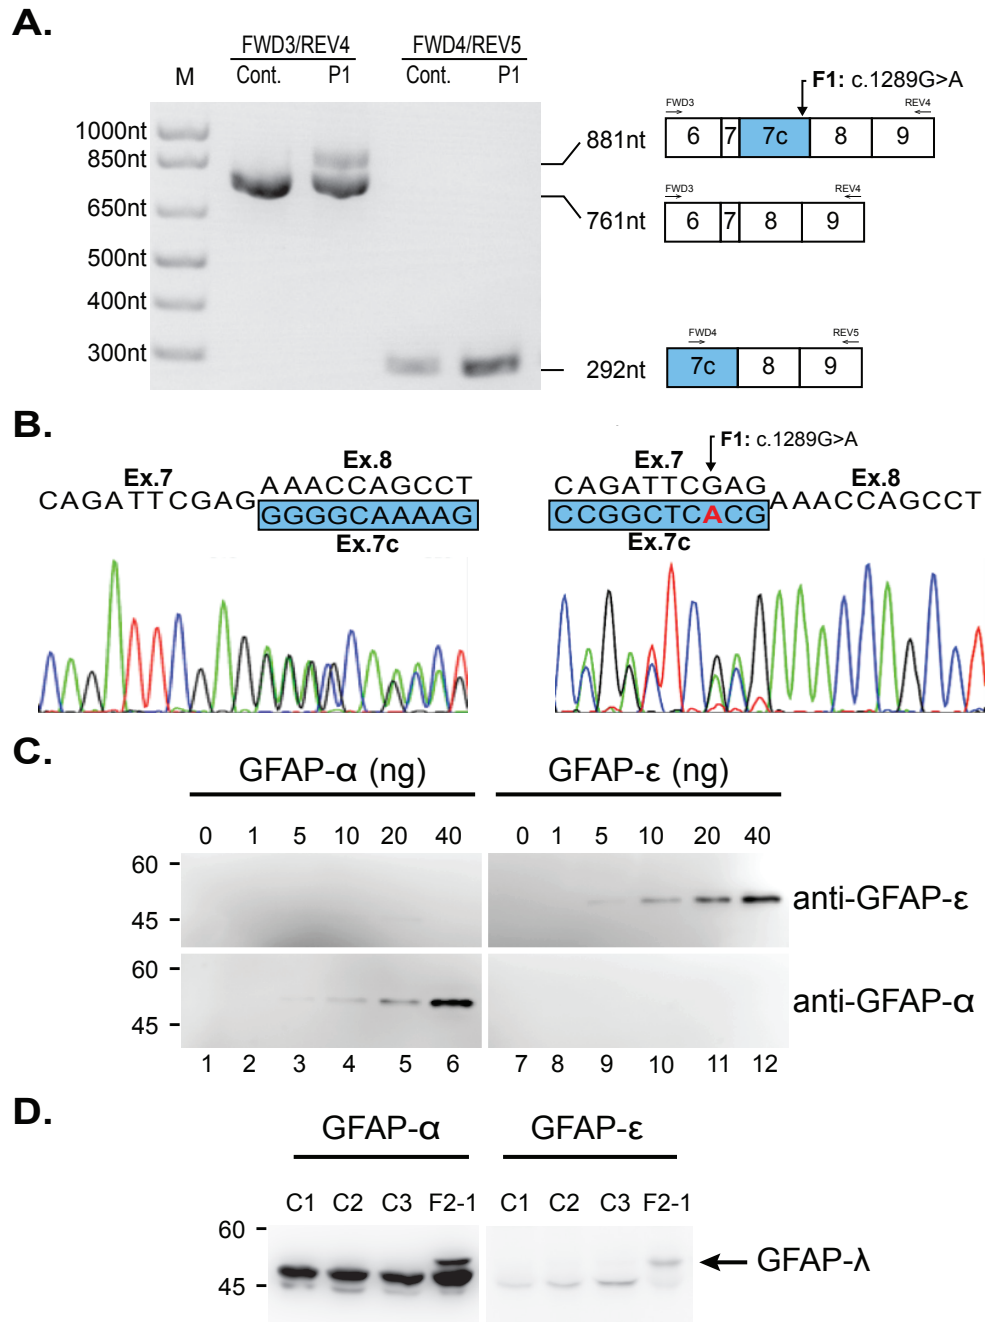 A.
FWD3/REV4 FWD4/REV5
M Cont. P1 Cont. P1
1000nt
850nt
650nt
500nt
400nt
300nt
881nt
761nt
292nt
F1: c.1289G>A
FWD3 REV4
6 7 7c 8 9
FWD3 REV4
6 7 8 9
FWD4 REV5
7c 8 9
B.
Ex.7 Ex.8
CAGATTCGAG AAACCAGCCT
GGGGCAAAAG
Ex.7c
F1: c.1289G>A
Ex.7 Ex.8
CAGATTCGAG AAACCAGCCT
CCGGCTCACG
Ex.7c
C.
GFAP-α (ng) GFAP-ε (ng)
0 1 5 10 20 40 0 1 5 10 20 40
60
45
anti-GFAP-ε
60
45
anti-GFAP-α
1 2 3 4 5 6 7 8 9 10 11 12
D.
GFAP-α GFAP-ε
C1 C2 C3 F2-1 C1 C2 C3 F2-1
60
45
GFAP-λ